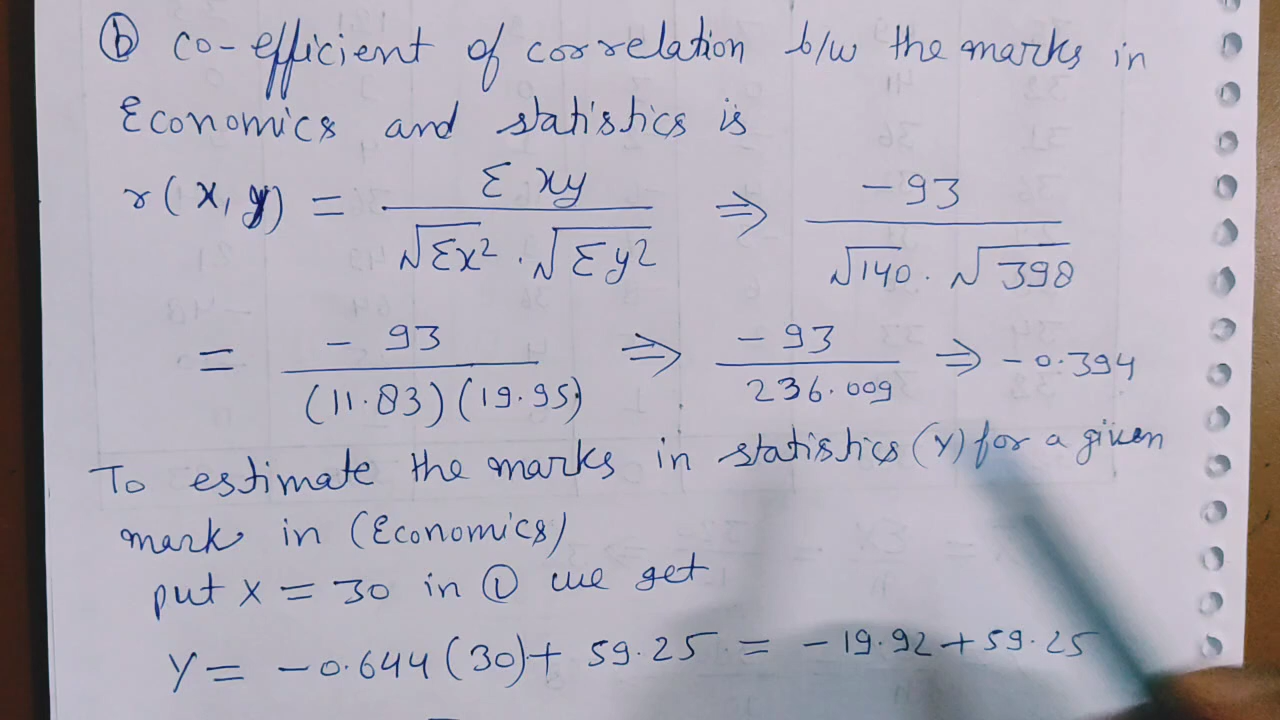 ⓑ co-efficient of correlation b/w the marks in
Economics and statistics is
r(x, y) = Σxy / √Σx² . √Σy² ⇒ -93 / √140 . √398
= -93 / (11.83)(19.95) ⇒ -93 / 236.009 ⇒ -0.394
To estimate the marks in statistics (Y) for a given
mark in (Economics)
put X = 30 in ① we get
Y = -0.644(30) + 59.25 = -19.92 + 59.25